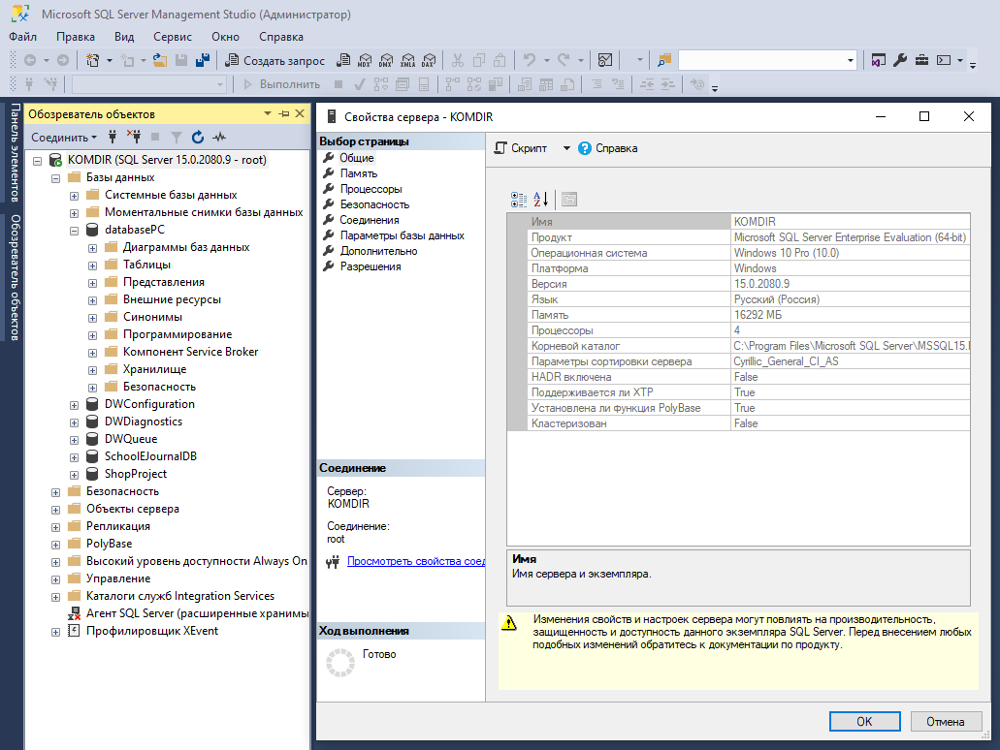 Microsoft SQL Server Management Studio (Администратор)
Файл Правка Вид Сервис Окно Справка
Создать запрос MDX DMX XMLA DAX
Выполнить
Панель элементов
Обозреватель объектов
Обозреватель объектов
Соединить
KOMDIR (SQL Server 15.0.2080.9 - root)
Базы данных
Системные базы данных
Моментальные снимки базы данных
databasePC
Диаграммы баз данных
Таблицы
Представления
Внешние ресурсы
Синонимы
Программирование
Компонент Service Broker
Хранилище
Безопасность
DWConfiguration
DWDiagnostics
DWQueue
SchoolEJournalDB
ShopProject
Безопасность
Объекты сервера
Репликация
PolyBase
Высокий уровень доступности Always On
Управление
Каталоги служб Integration Services
Агент SQL Server (расширенные хранимы
Профилировщик XEvent
Свойства сервера - KOMDIR
Выбор страницы
Общие
Память
Процессоры
Безопасность
Соединения
Параметры базы данных
Дополнительно
Разрешения
Соединение
Сервер:
KOMDIR
Соединение:
root
Просмотреть свойства соед
Ход выполнения
Готово
Скрипт Справка
Имя KOMDIR
Продукт Microsoft SQL Server Enterprise Evaluation (64-bit)
Операционная система Windows 10 Pro (10.0)
Платформа Windows
Версия 15.0.2080.9
Язык Русский (Россия)
Память 16292 МБ
Процессоры 4
Корневой каталог C:\Program Files\Microsoft SQL Server\MSSQL15.
Параметры сортировки сервера Cyrillic_General_CI_AS
HADR включена False
Поддерживается ли XTP True
Установлена ли функция PolyBase True
Кластеризован False
Имя
Имя сервера и экземпляра.
Изменения свойств и настроек сервера могут повлиять на производительность,
защищенность и доступность данного экземпляра SQL Server. Перед внесением любых
подобных изменений обратитесь к документации по продукту.
OK Отмена